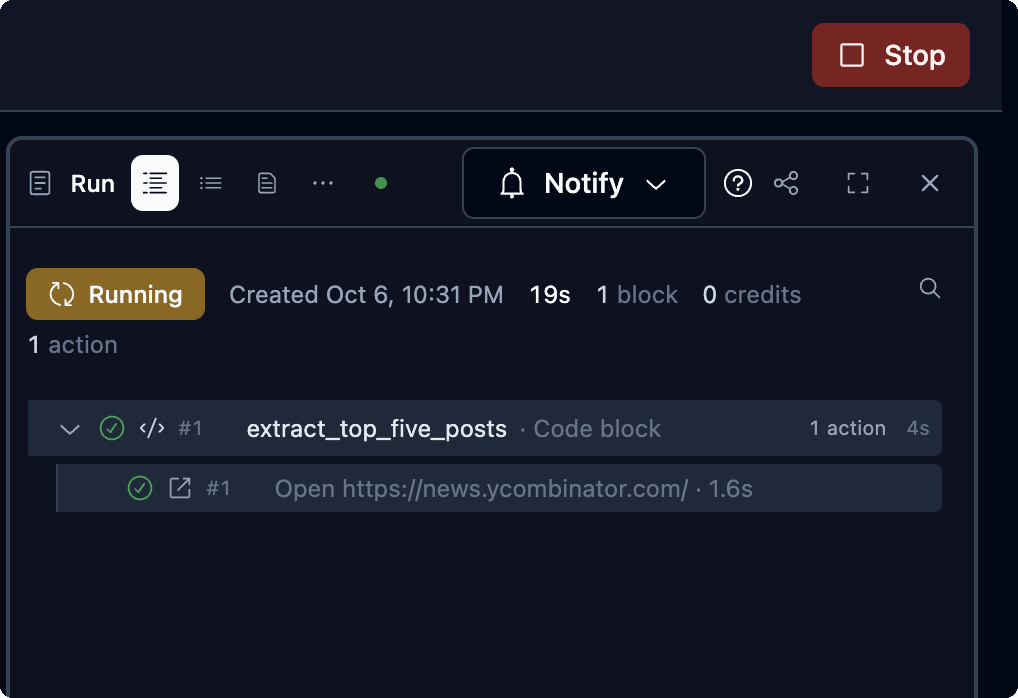 Stop
Run Notify
Running Created Oct 6, 10:31 PM 19s 1 block 0 credits
1 action
</> #1 extract_top_five_posts · Code block 1 action 4s
#1 Open https://news.ycombinator.com/ · 1.6s